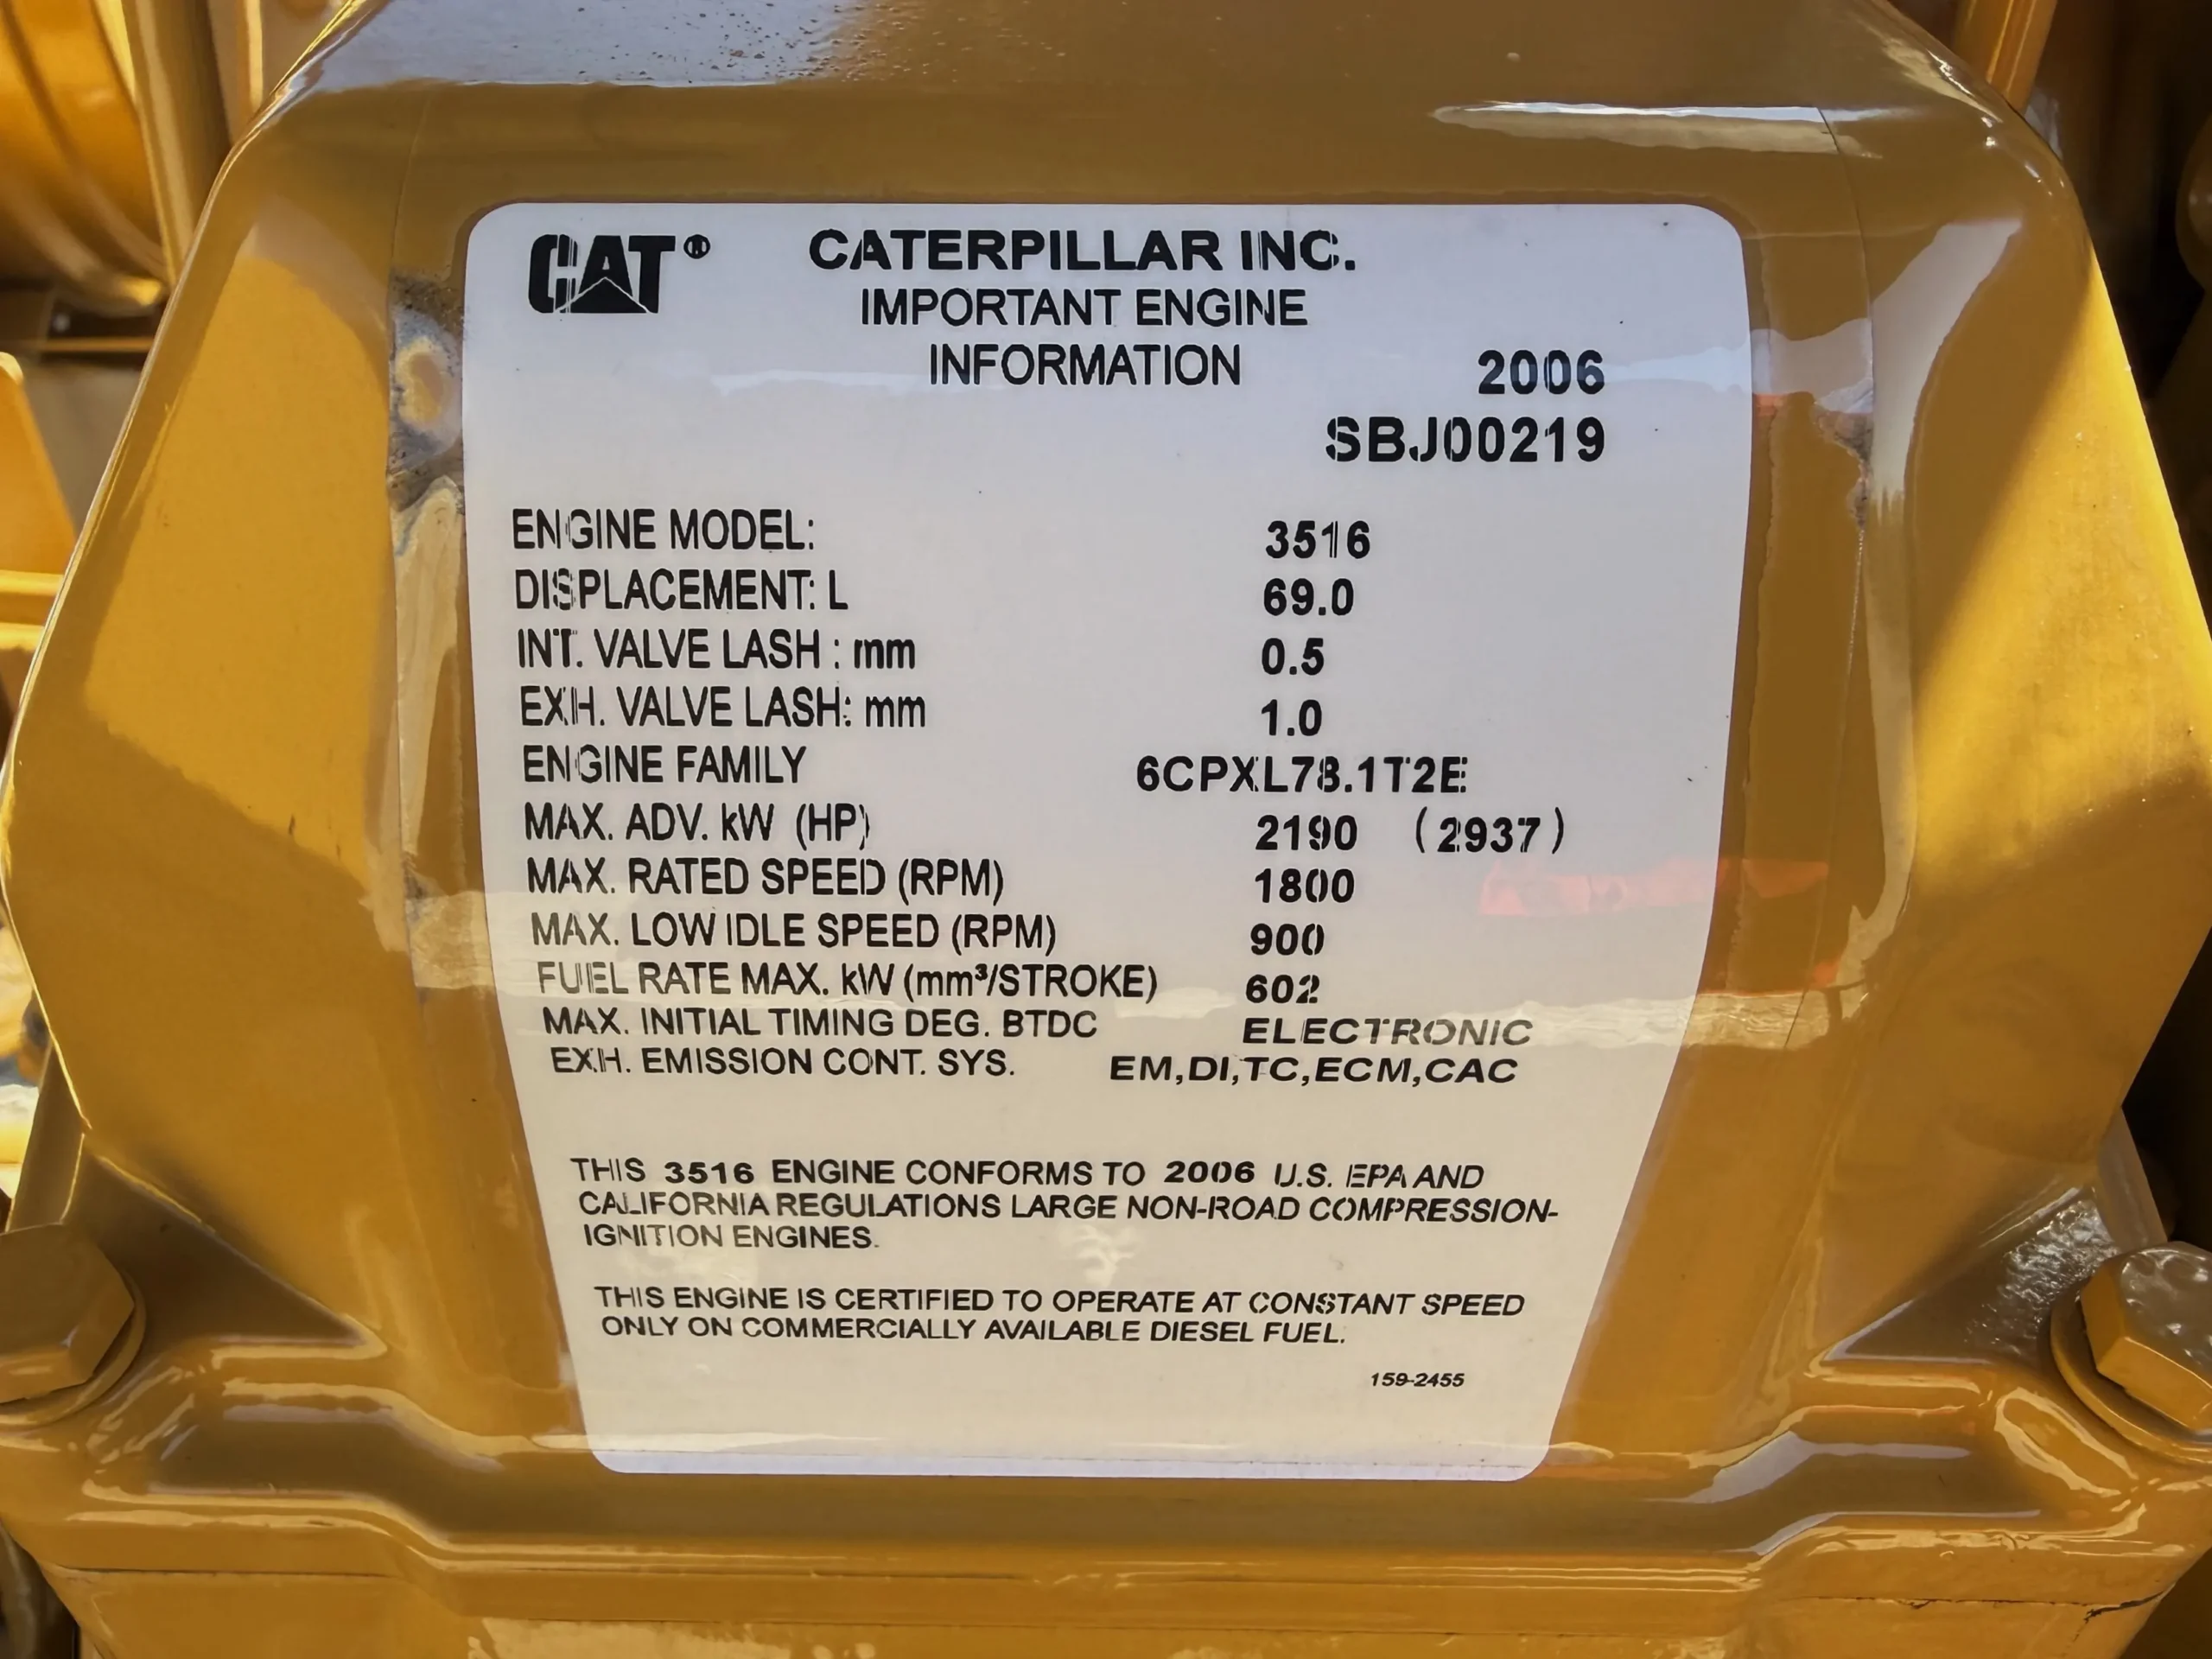 CAT® CATERPILLAR INC.
IMPORTANT ENGINE
INFORMATION 2006
SBJ00219
ENGINE MODEL: 3516
DISPLACEMENT: L 69.0
INT. VALVE LASH : mm 0.5
EXH. VALVE LASH: mm 1.0
ENGINE FAMILY 6CPXL78.1T2E
MAX. ADV. kW (HP) 2190 (2937)
MAX. RATED SPEED (RPM) 1800
MAX. LOW IDLE SPEED (RPM) 900
FUEL RATE MAX. kW (mm³/STROKE) 602
MAX. INITIAL TIMING DEG. BTDC ELECTRONIC
EXH. EMISSION CONT. SYS. EM,DI,TC,ECM,CAC
THIS 3516 ENGINE CONFORMS TO 2006 U.S. EPA AND
CALIFORNIA REGULATIONS LARGE NON-ROAD COMPRESSION-
IGNITION ENGINES.
THIS ENGINE IS CERTIFIED TO OPERATE AT CONSTANT SPEED
ONLY ON COMMERCIALLY AVAILABLE DIESEL FUEL.
159-2455